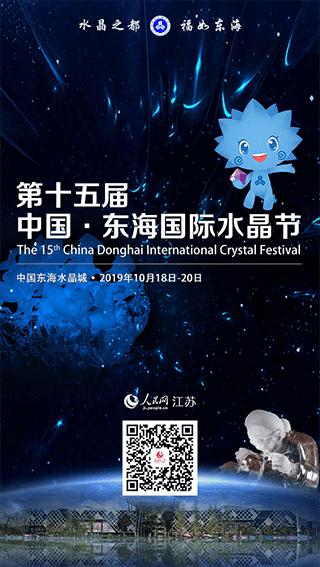 水晶之都 福如东海
第十五届
中国·东海国际水晶节
The 15th China Donghai International Crystal Festival
中国东海水晶城·2019年10月18日-20日
人民网 江苏
js.people.cn